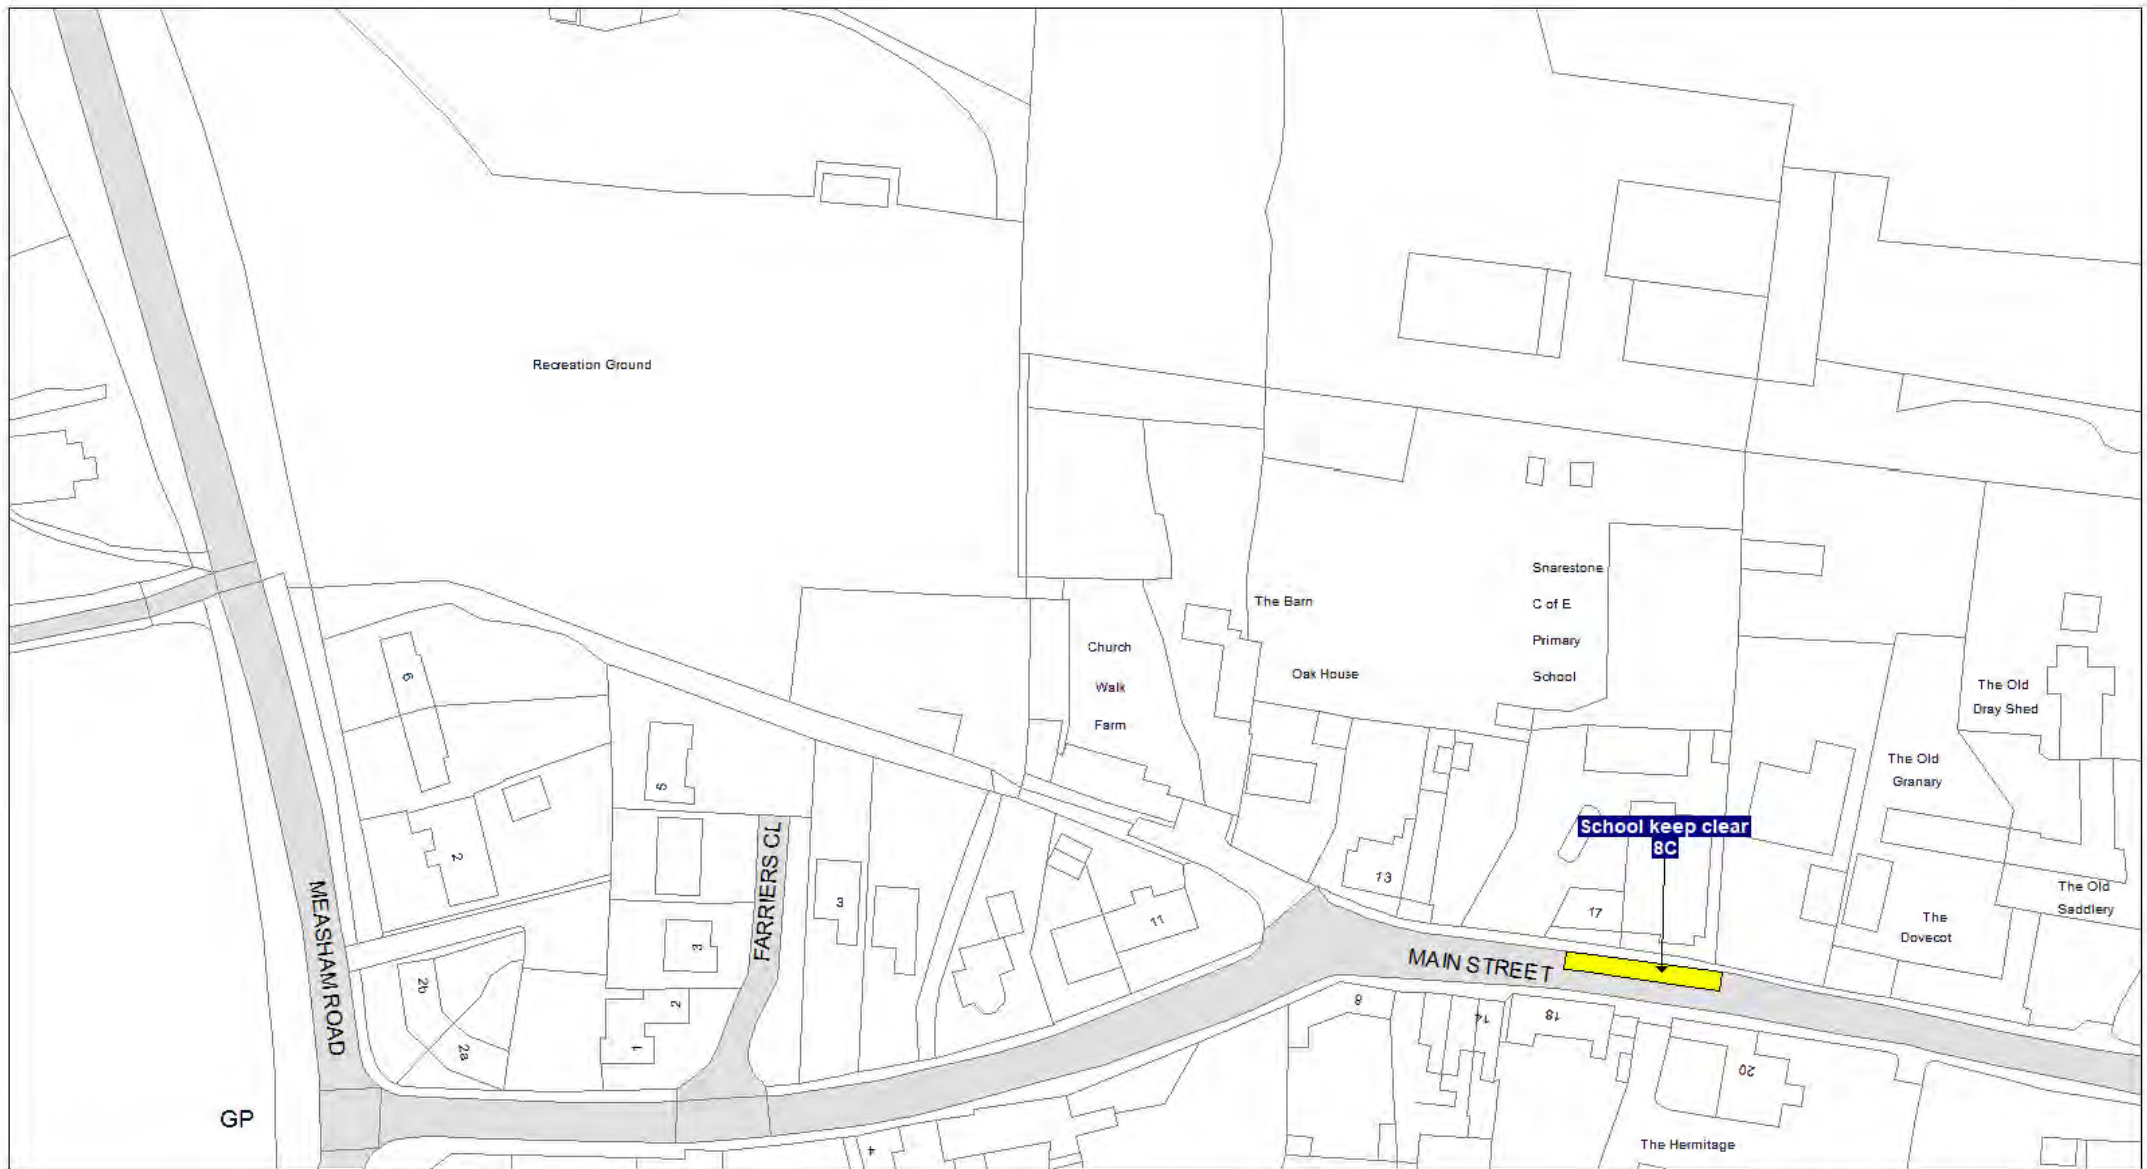 Recreation Ground
Snarestone
C of E
Primary
School
The Barn
Church
Walk
Farm
Oak House
The Old
Dray Shed
The Old
Granary
The Old
Saddlery
The
Dovecot
School keep clear
8C
6
5
2
3
FARRIERS CL
3
13
17
11
MEASHAM ROAD
2b
2a
2
1
MAIN STREET
8
14
18
20
GP
4
The Hermitage